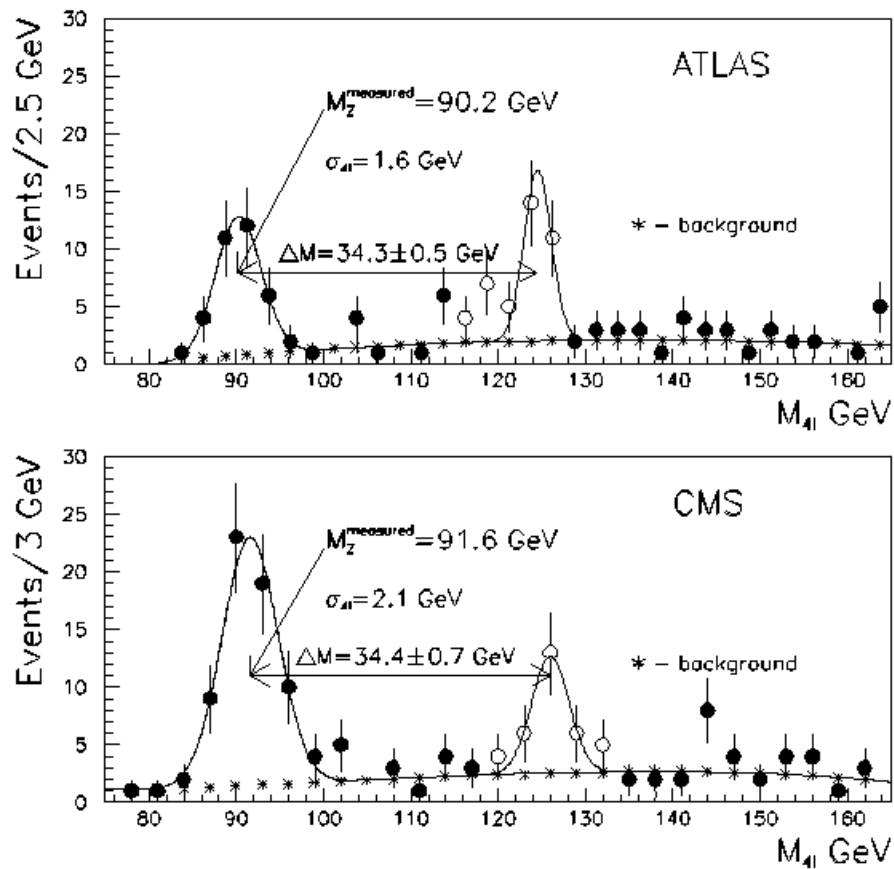 30
25
20
15
10
5
0
Events/2.5 GeV
ATLAS
M_Z^measured=90.2 GeV
σ_4l=1.6 GeV
* – background
ΔM=34.3±0.5 GeV
80 90 100 110 120 130 140 150 160
M_4l GeV
30
25
20
15
10
5
0
Events/3 GeV
CMS
M_Z^measured=91.6 GeV
σ_4l=2.1 GeV
ΔM=34.4±0.7 GeV
* – background
80 90 100 110 120 130 140 150 160
M_4l GeV